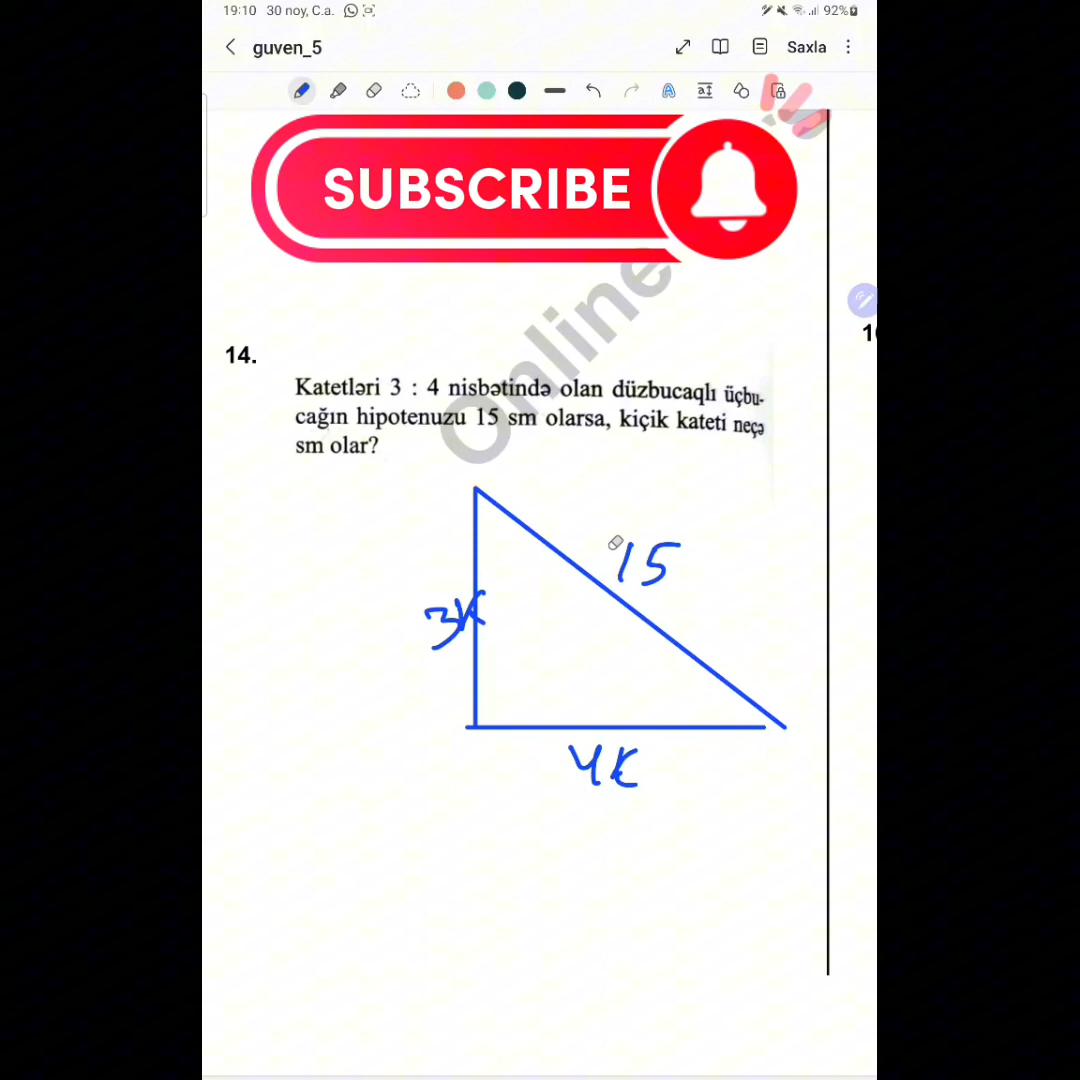 19:10 30 noy, C.a. 92%
guven_5 Saxla
SUBSCRIBE
Online
14.
Katetləri 3 : 4 nisbətində olan düzbucaqlı üçbu-
cağın hipotenuzu 15 sm olarsa, kiçik kateti neçə
sm olar?
15
3K
4K